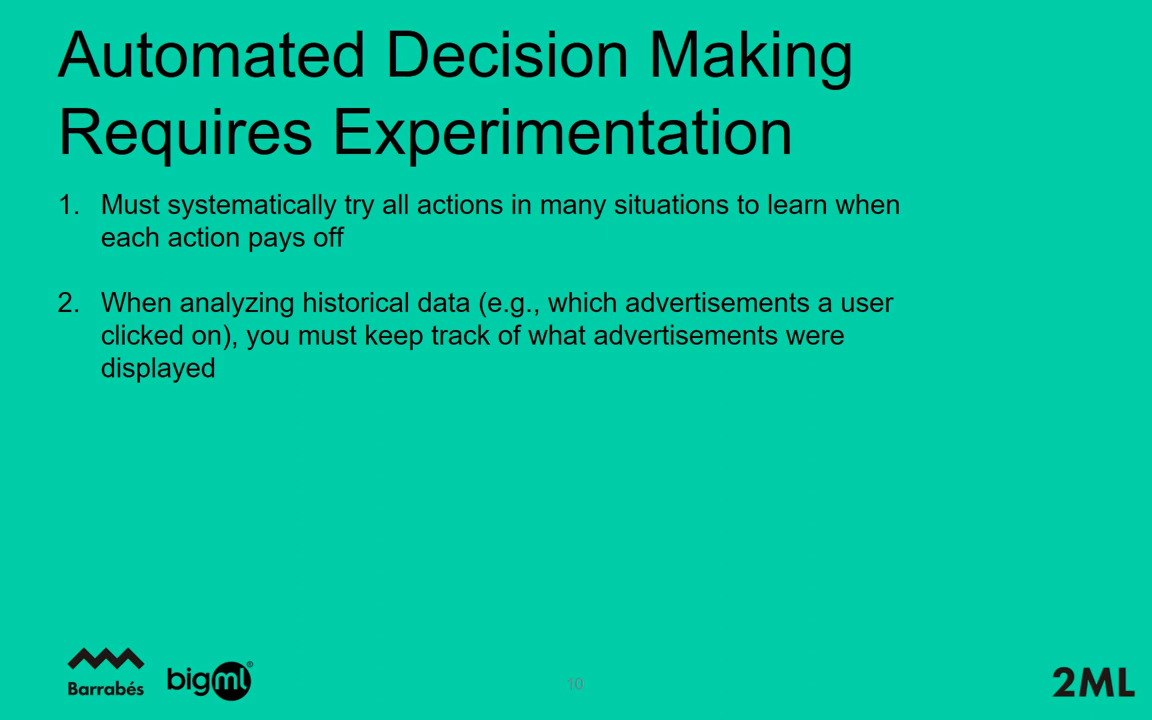 Automated Decision Making
Requires Experimentation
1. Must systematically try all actions in many situations to learn when
each action pays off
2. When analyzing historical data (e.g., which advertisements a user
clicked on), you must keep track of what advertisements were
displayed
Barrabés
bigml®
10
2ML